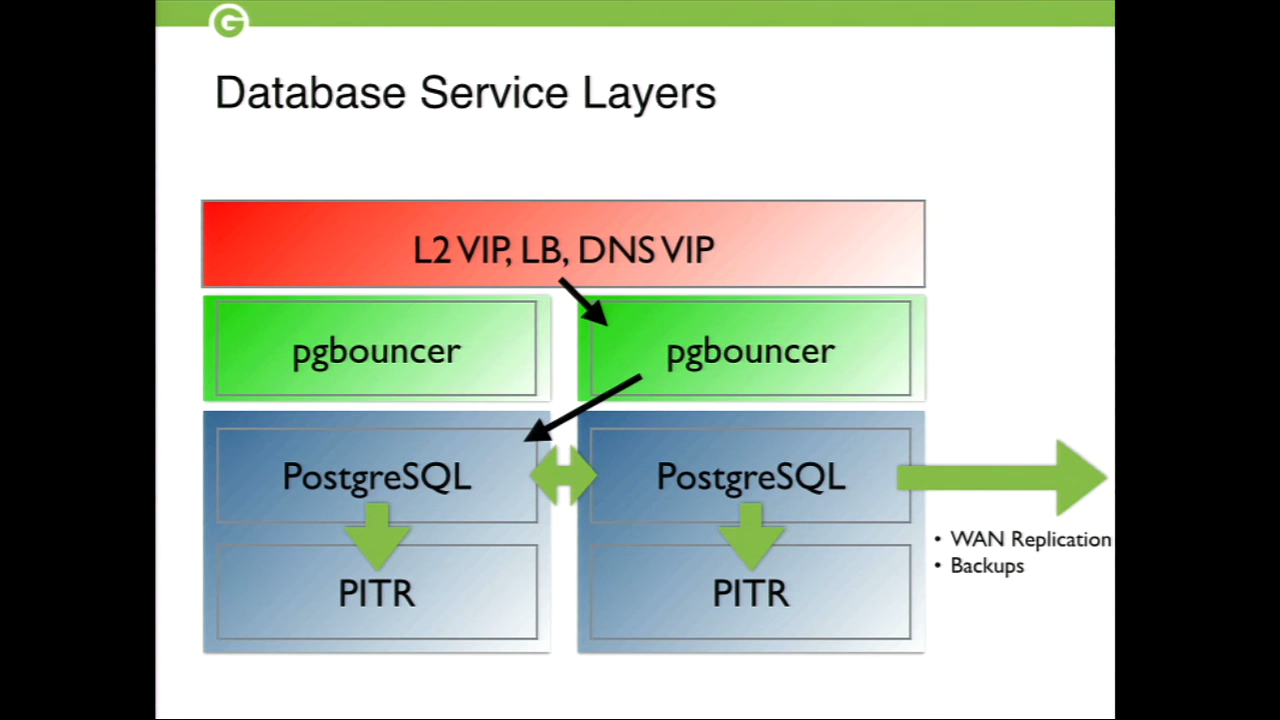 G
Database Service Layers
L2 VIP, LB, DNS VIP
pgbouncer
pgbouncer
PostgreSQL
PostgreSQL
• WAN Replication
• Backups
PITR
PITR